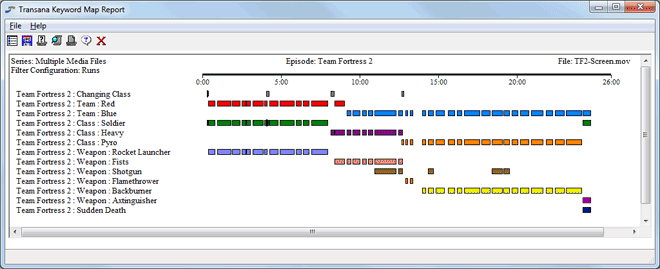 Transana Keyword Map Report
File Help
Series: Multiple Media Files Episode: Team Fortress 2 File: TF2-Screen.mov
Filter Configuration: Runs
0:00 5:00 10:00 15:00 20:00 26:00
Team Fortress 2 : Changing Class
Team Fortress 2 : Team : Red
Team Fortress 2 : Team : Blue
Team Fortress 2 : Class : Soldier
Team Fortress 2 : Class : Heavy
Team Fortress 2 : Class : Pyro
Team Fortress 2 : Weapon : Rocket Launcher
Team Fortress 2 : Weapon : Fists
Team Fortress 2 : Weapon : Shotgun
Team Fortress 2 : Weapon : Flamethrower
Team Fortress 2 : Weapon : Backburner
Team Fortress 2 : Weapon : Axtinguisher
Team Fortress 2 : Sudden Death